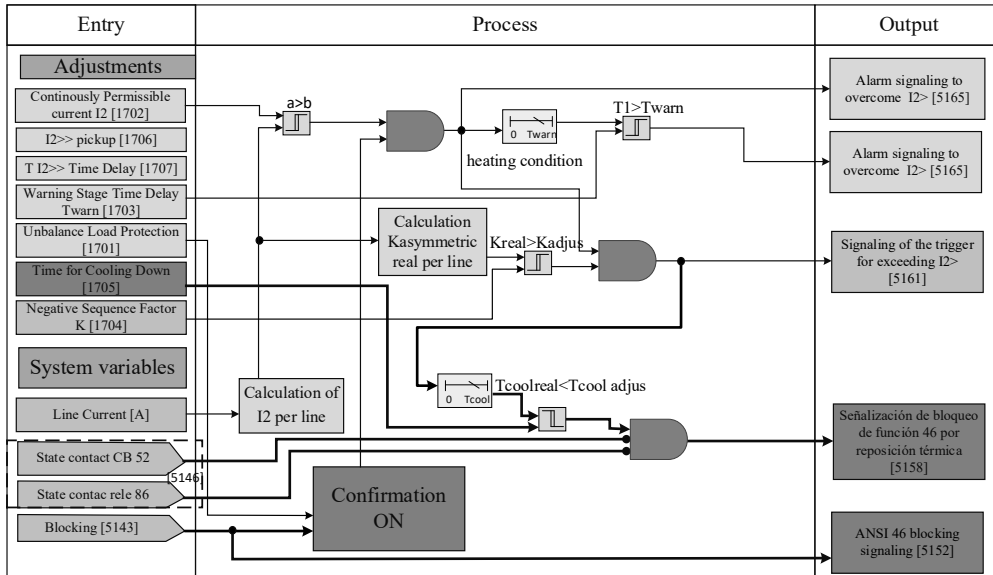 Entry
Process
Output
Adjustments
Continously Permissible
current I2 [1702]
I2>> pickup [1706]
T I2>> Time Delay [1707]
Warning Stage Time Delay
Twarn [1703]
Unbalance Load Protection
[1701]
Time for Cooling Down
[1705]
Negative Sequence Factor
K [1704]
System variables
Line Current [A]
State contact CB 52
[5146]
State contac rele 86
Blocking [5143]
a>b
0 Twarn
heating condition
T1>Twarn
Calculation
Kasymmetric
real per line
Kreal>Kadjus
0 Tcool
Tcoolreal<Tcool adjus
Calculation of
I2 per line
Confirmation
ON
Alarm signaling to
overcome I2> [5165]
Alarm signaling to
overcome I2> [5165]
Signaling of the trigger
for exceeding I2>
[5161]
Señalización de bloqueo
de función 46 por
reposición térmica
[5158]
ANSI 46 blocking
signaling [5152]